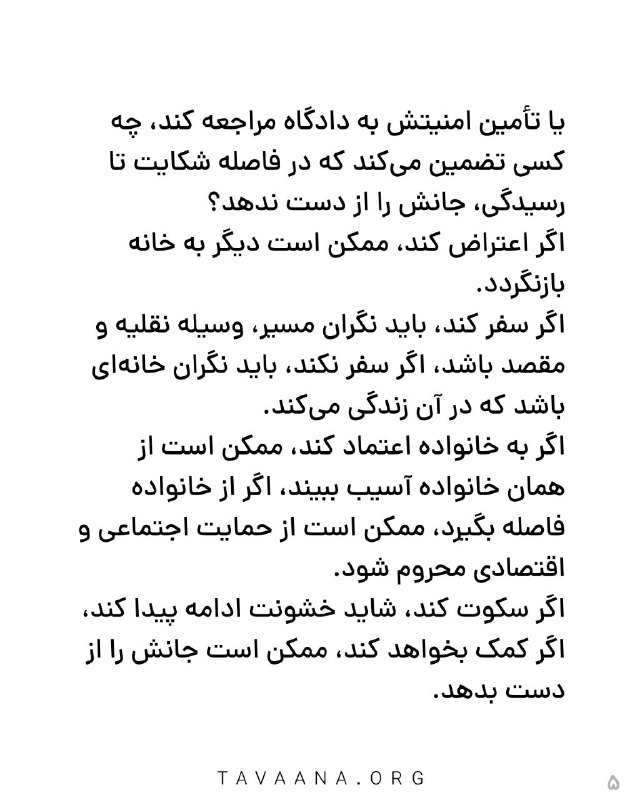 یا تأمین امنیتش به دادگاه مراجعه کند، چه
کسی تضمین می‌کند که در فاصله شکایت تا
رسیدگی، جانش را از دست ندهد؟
اگر اعتراض کند، ممکن است دیگر به خانه
بازنگردد.
اگر سفر کند، باید نگران مسیر، وسیله نقلیه و
مقصد باشد، اگر سفر نکند، باید نگران خانه‌ای
باشد که در آن زندگی می‌کند.
اگر به خانواده اعتماد کند، ممکن است از
همان خانواده آسیب ببیند، اگر از خانواده
فاصله بگیرد، ممکن است از حمایت اجتماعی و
اقتصادی محروم شود.
اگر سکوت کند، شاید خشونت ادامه پیدا کند،
اگر کمک بخواهد کند، ممکن است جانش را از
دست بدهد.
TAVAANA.ORG
۵